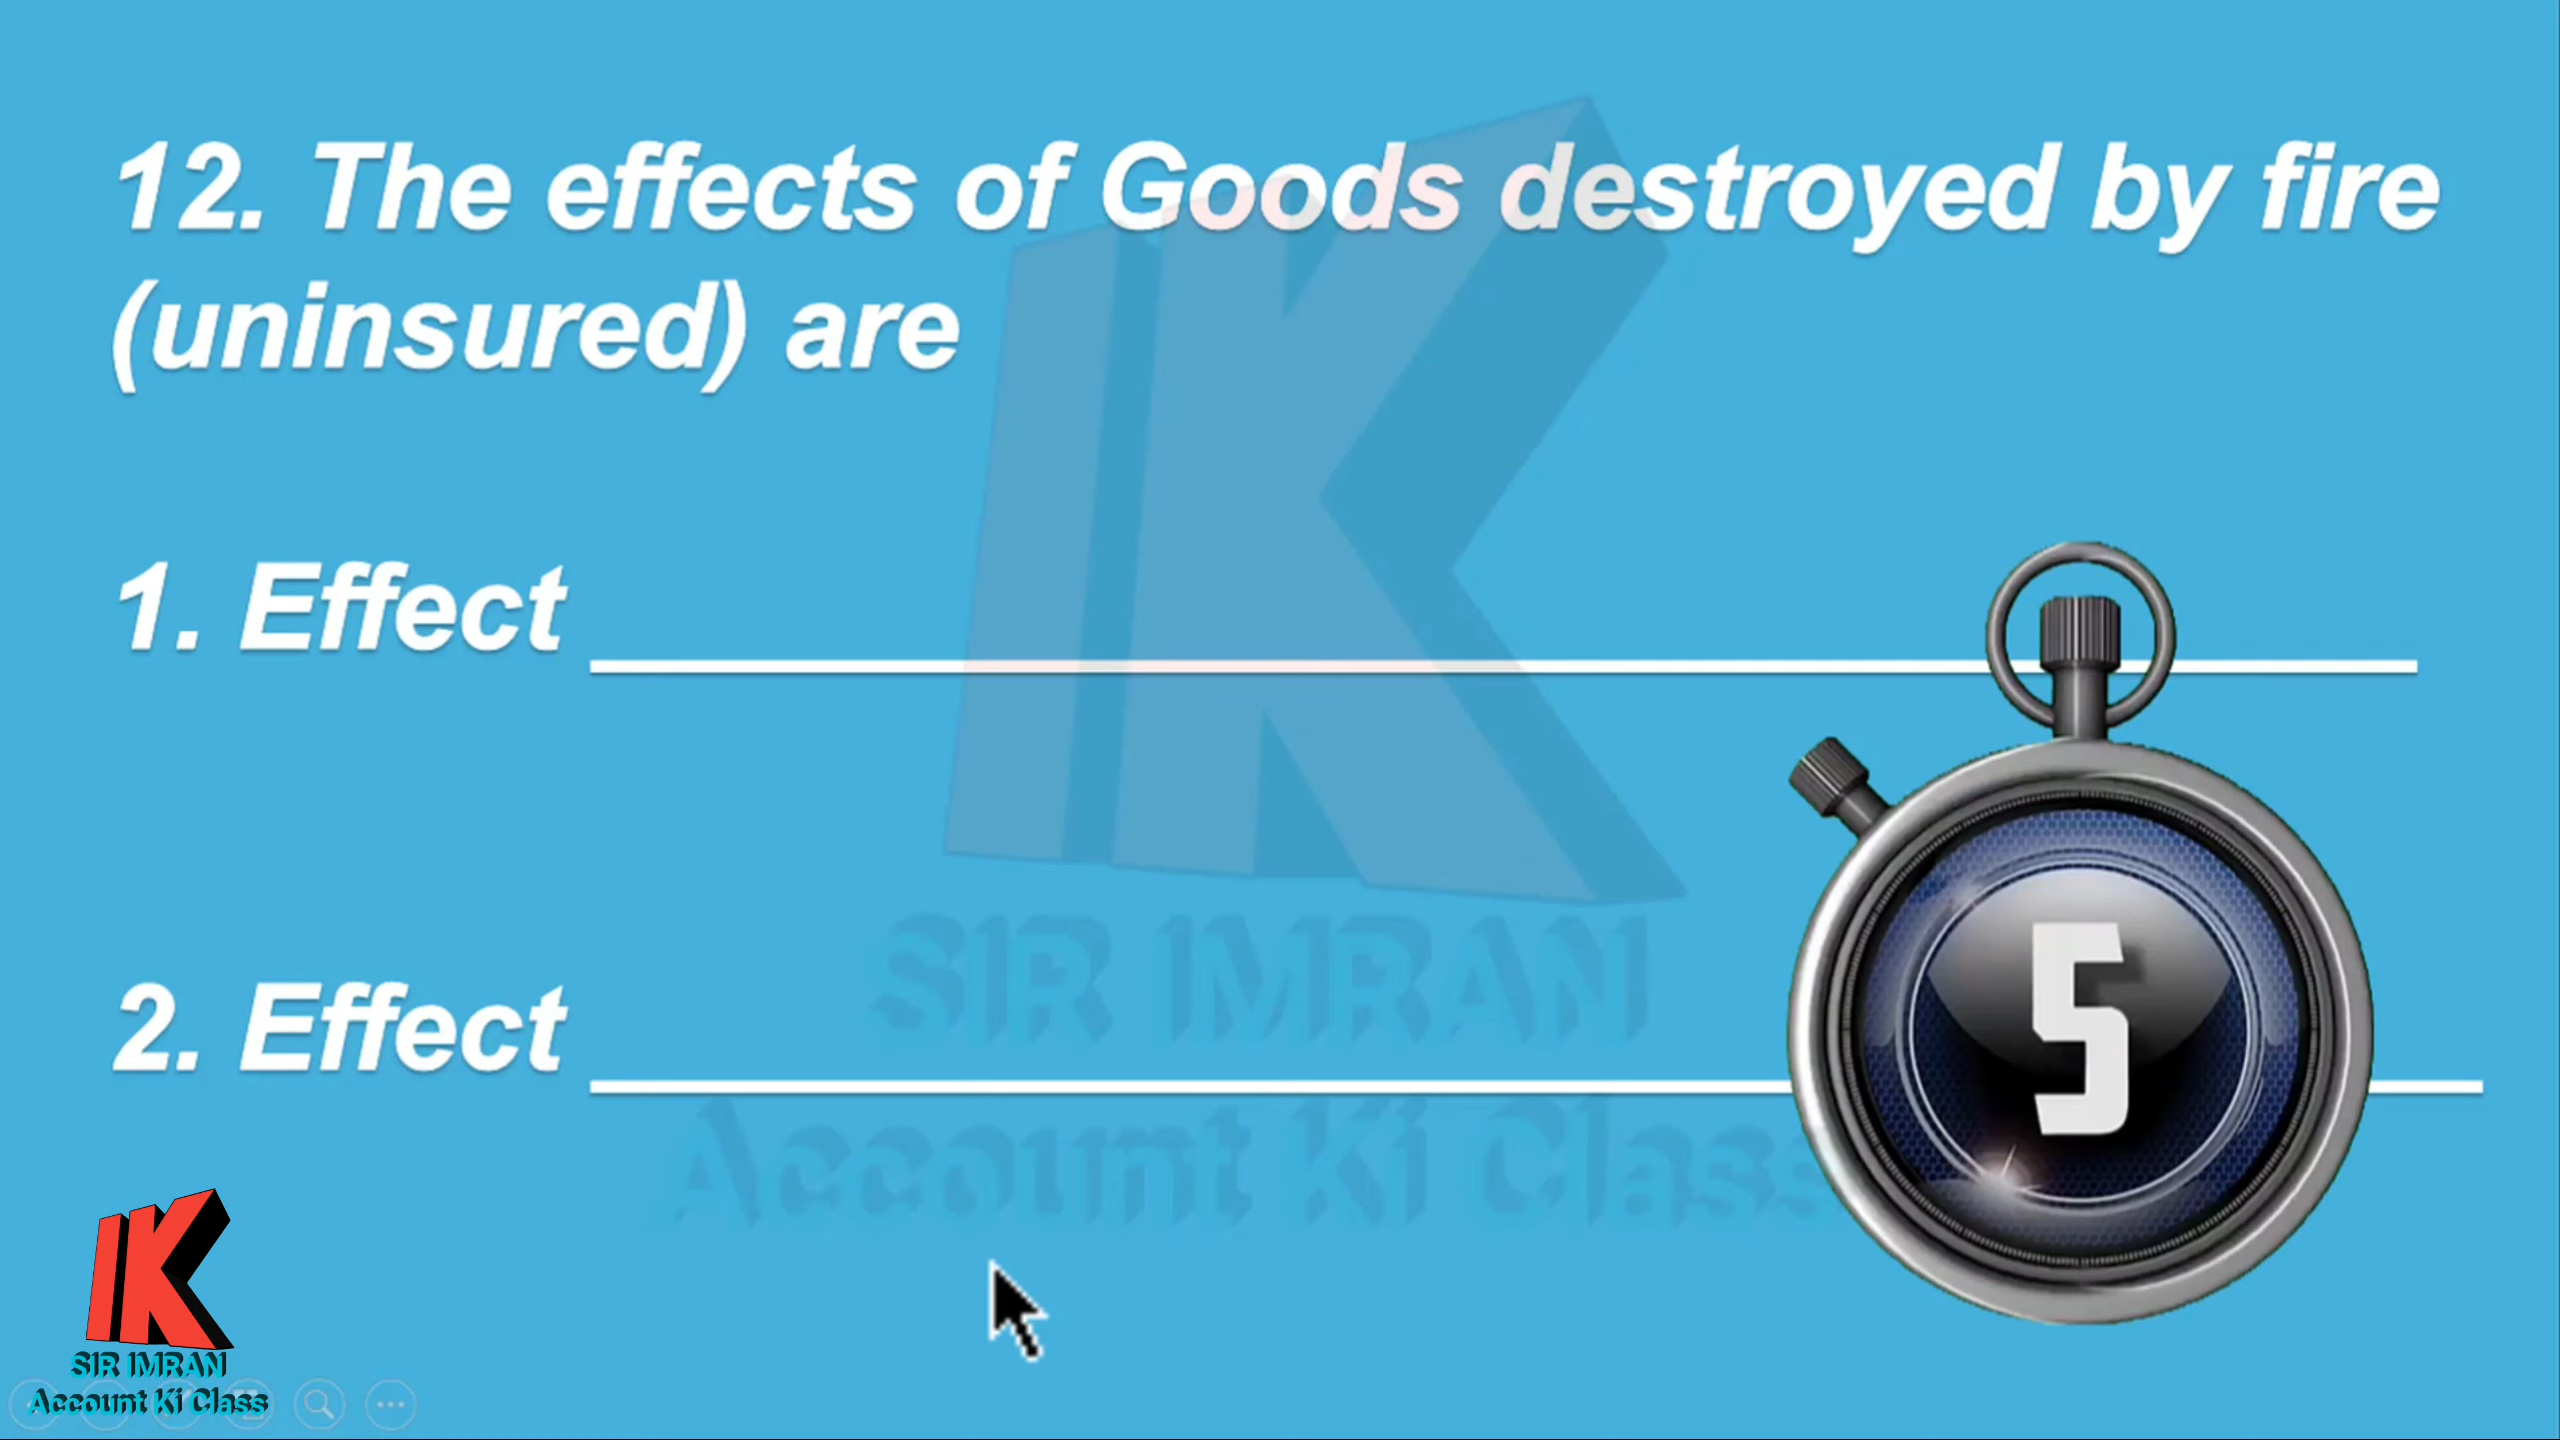 12. The effects of Goods destroyed by fire
(uninsured) are
1. Effect
2. Effect
5
SIR IMRAN
Account Ki Class
SIR IMRAN
Account Ki Class